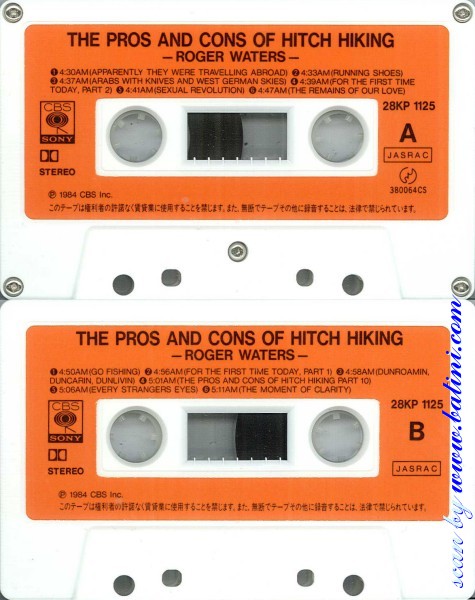 THE PROS AND CONS OF HITCH HIKING
— ROGER WATERS —
❶ 4:30AM(APPARENTLY THEY WERE TRAVELLING ABROAD) ❷ 4:33AM(RUNNING SHOES)
❸ 4:37AM(ARABS WITH KNIVES AND WEST GERMAN SKIES) ❹ 4:39AM(FOR THE FIRST TIME
TODAY, PART 2) ❺ 4:41AM(SEXUAL REVOLUTION) ❻ 4:47AM(THE REMAINS OF OUR LOVE)
CBS
SONY
STEREO
28KP 1125
A
JASRAC
380064CS
℗ 1984 CBS Inc.
このテープは権利者の許諾なく賃貸業に使用することを禁じます。また、無断でテープその他に録音することは、法律で禁じられています。
THE PROS AND CONS OF HITCH HIKING
— ROGER WATERS —
❶ 4:50AM(GO FISHING) ❷ 4:56AM(FOR THE FIRST TIME TODAY, PART 1) ❸ 4:58AM(DUNROAMIN,
DUNCARIN, DUNLIVIN) ❹ 5:01AM(THE PROS AND CONS OF HITCH HIKING PART 10)
❺ 5:06AM(EVERY STRANGERS EYES) ❻ 5:11AM(THE MOMENT OF CLARITY)
CBS
SONY
STEREO
28KP 1125
B
JASRAC
℗ 1984 CBS Inc.
このテープは権利者の許諾なく賃貸業に使用することを禁じます。また、無断でテープその他に録音することは、法律で禁じられています。
scan by www.batini.com